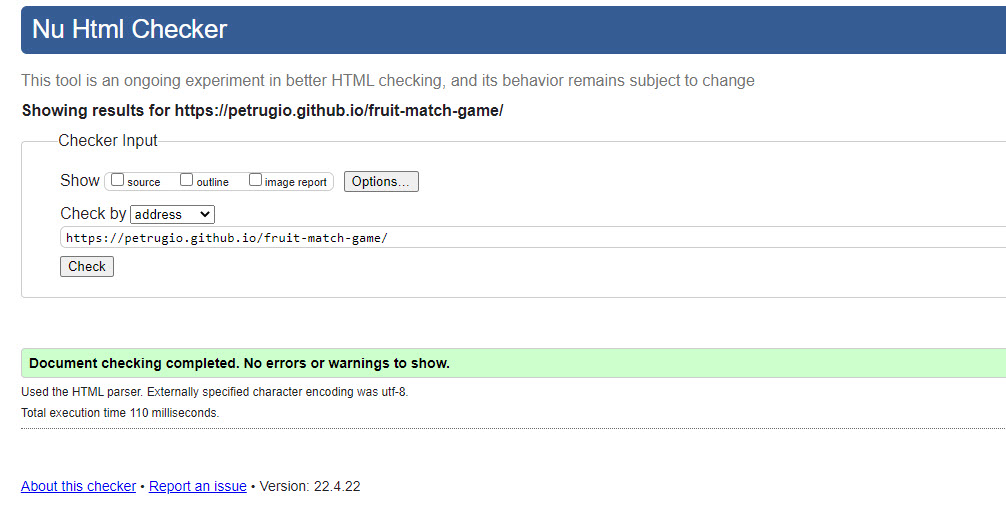 Nu Html Checker
This tool is an ongoing experiment in better HTML checking, and its behavior remains subject to change
Showing results for https://petrugio.github.io/fruit-match-game/
Checker Input
Show source outline image report Options...
Check by address
https://petrugio.github.io/fruit-match-game/
Check
Document checking completed. No errors or warnings to show.
Used the HTML parser. Externally specified character encoding was utf-8.
Total execution time 110 milliseconds.
About this checker • Report an issue • Version: 22.4.22